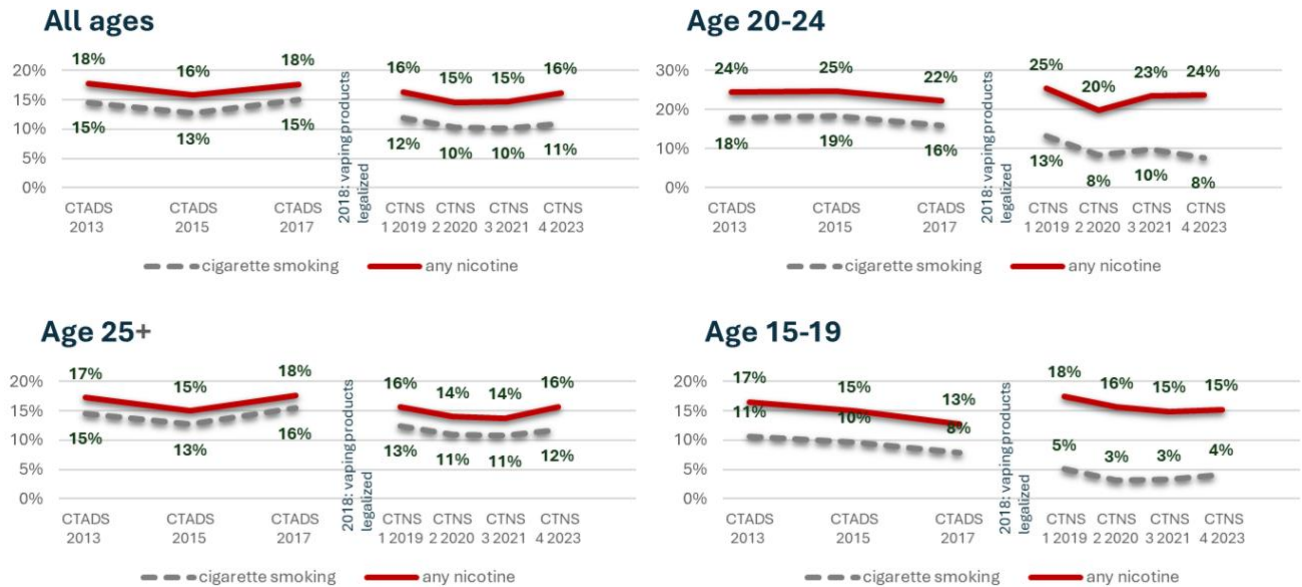 All ages
18%
16%
18%
16%
15%
15%
16%
20%
15%
10%
5%
0%
15%
13%
15%
12%
10%
10%
11%
2018: vaping products
legalized
CTADS
2013
CTADS
2015
CTADS
2017
CTNS
1 2019
CTNS
2 2020
CTNS
3 2021
CTNS
4 2023
cigarette smoking
any nicotine
Age 20-24
24%
25%
22%
25%
20%
23%
24%
30%
20%
10%
0%
18%
19%
16%
13%
8%
10%
8%
2018: vaping products
legalized
CTADS
2013
CTADS
2015
CTADS
2017
CTNS
1 2019
CTNS
2 2020
CTNS
3 2021
CTNS
4 2023
cigarette smoking
any nicotine
Age 25+
17%
15%
18%
16%
14%
14%
16%
20%
15%
10%
5%
0%
15%
13%
16%
13%
11%
11%
12%
2018: vaping products
legalized
CTADS
2013
CTADS
2015
CTADS
2017
CTNS
1 2019
CTNS
2 2020
CTNS
3 2021
CTNS
4 2023
cigarette smoking
any nicotine
Age 15-19
17%
15%
13%
18%
16%
15%
15%
20%
15%
10%
5%
0%
11%
10%
8%
5%
3%
3%
4%
2018: vaping products
legalized
CTADS
2013
CTADS
2015
CTADS
2017
CTNS
1 2019
CTNS
2 2020
CTNS
3 2021
CTNS
4 2023
cigarette smoking
any nicotine